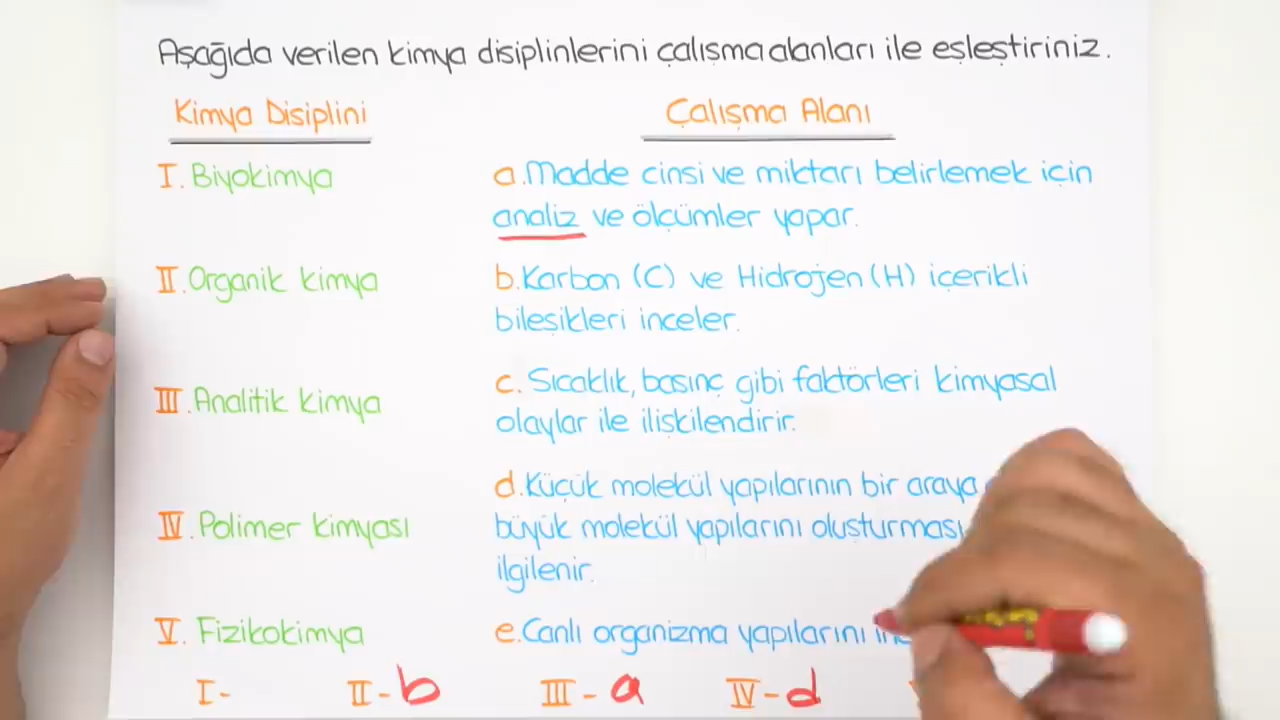 Aşağıda verilen kimya disiplinlerini çalışma alanları ile eşleştiriniz.
Kimya Disiplini
Çalışma Alanı
I. Biyokimya
a. Madde cinsi ve miktarı belirlemek için
analiz ve ölçümler yapar.
II. Organik kimya
b. Karbon (C) ve Hidrojen (H) içerikli
bileşikleri inceler.
III. Analitik kimya
c. Sıcaklık, basınç gibi faktörleri kimyasal
olaylar ile ilişkilendirir.
IV. Polimer kimyası
d. Küçük molekül yapılarının bir araya
büyük molekül yapılarını oluşturması
ilgilenir.
V. Fizikokimya
e. Canlı organizma yapılarını
I-
II-b
III-a
IV-d